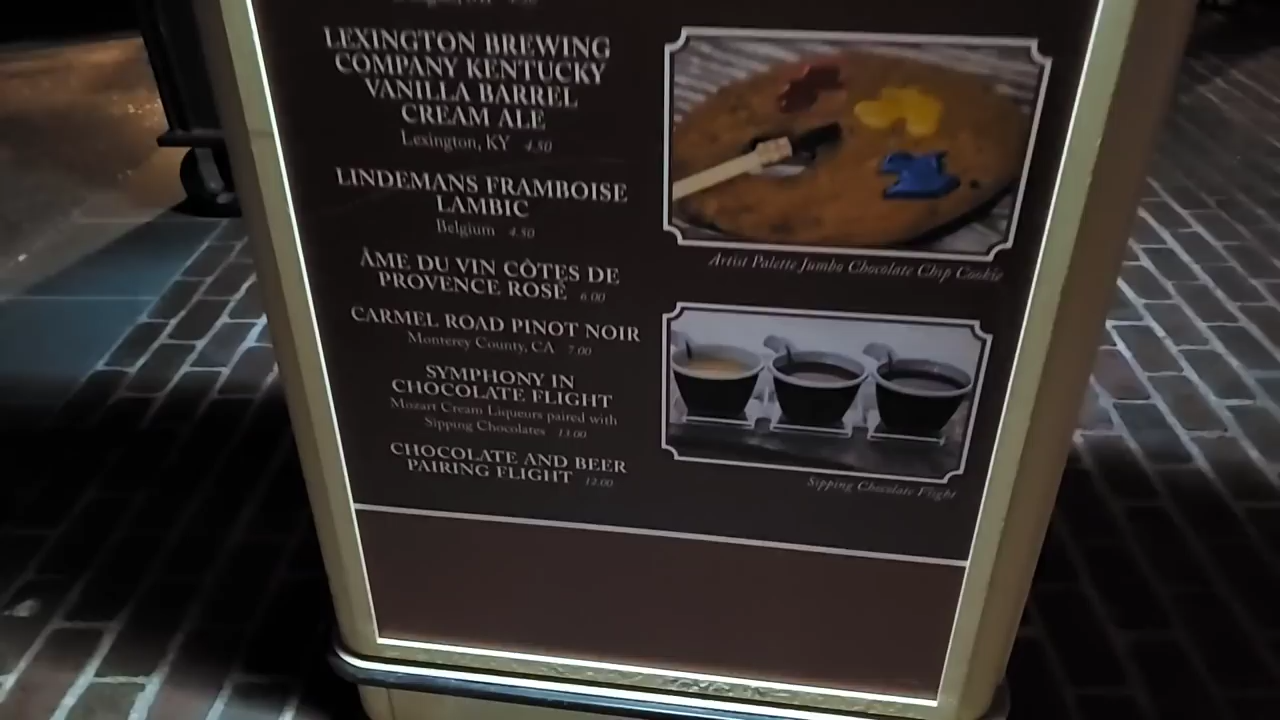 LEXINGTON BREWING
COMPANY KENTUCKY
VANILLA BARREL
CREAM ALE
Lexington, KY 4.50
LINDEMANS FRAMBOISE
LAMBIC
Belgium 4.50
ÂME DU VIN CÔTES DE
PROVENCE ROSÉ 6.00
CARMEL ROAD PINOT NOIR
Monterey County, CA 7.00
SYMPHONY IN
CHOCOLATE FLIGHT
Mozart Cream Liqueurs paired with
Sipping Chocolates 13.00
CHOCOLATE AND BEER
PAIRING FLIGHT 12.00
Artist Palette Jumbo Chocolate Chip Cookie
Sipping Chocolate Flight